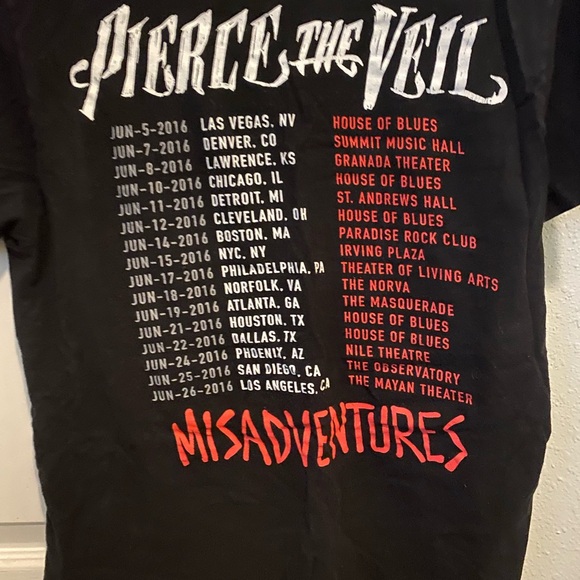 PIERCE THE VEIL
JUN-5-2016 LAS VEGAS, NV HOUSE OF BLUES
JUN-7-2016 DENVER, CO SUMMIT MUSIC HALL
JUN-8-2016 LAWRENCE, KS GRANADA THEATER
JUN-10-2016 CHICAGO, IL HOUSE OF BLUES
JUN-11-2016 DETROIT, MI ST. ANDREWS HALL
JUN-12-2016 CLEVELAND, OH HOUSE OF BLUES
JUN-14-2016 BOSTON, MA PARADISE ROCK CLUB
JUN-15-2016 NYC, NY IRVING PLAZA
JUN-17-2016 PHILADELPHIA, PA THEATER OF LIVING ARTS
JUN-18-2016 NORFOLK, VA THE NORVA
JUN-19-2016 ATLANTA, GA THE MASQUERADE
JUN-21-2016 HOUSTON, TX HOUSE OF BLUES
JUN-22-2016 DALLAS, TX HOUSE OF BLUES
JUN-24-2016 PHOENIX, AZ NILE THEATRE
JUN-25-2016 SAN DIEGO, CA THE OBSERVATORY
JUN-26-2016 LOS ANGELES, CA THE MAYAN THEATER
MISADVENTURES